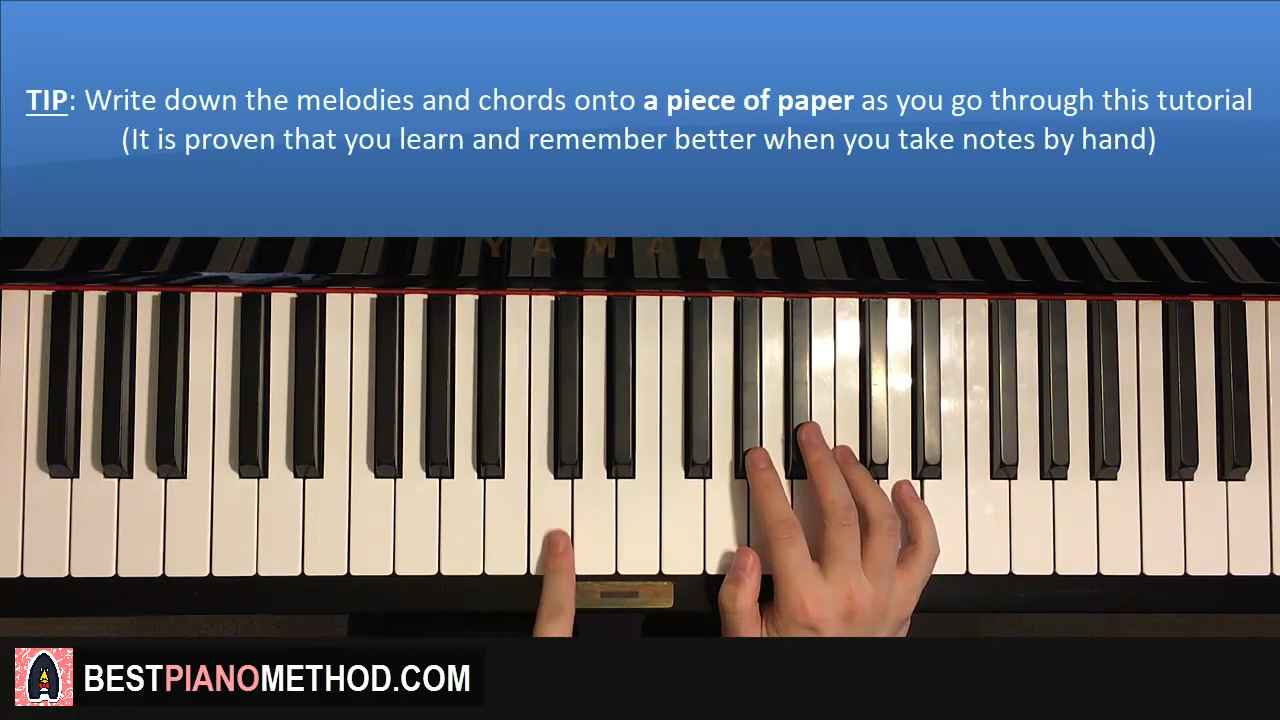 TIP: Write down the melodies and chords onto a piece of paper as you go through this tutorial
(It is proven that you learn and remember better when you take notes by hand)
YAMAHA
BESTPIANOMETHOD.COM